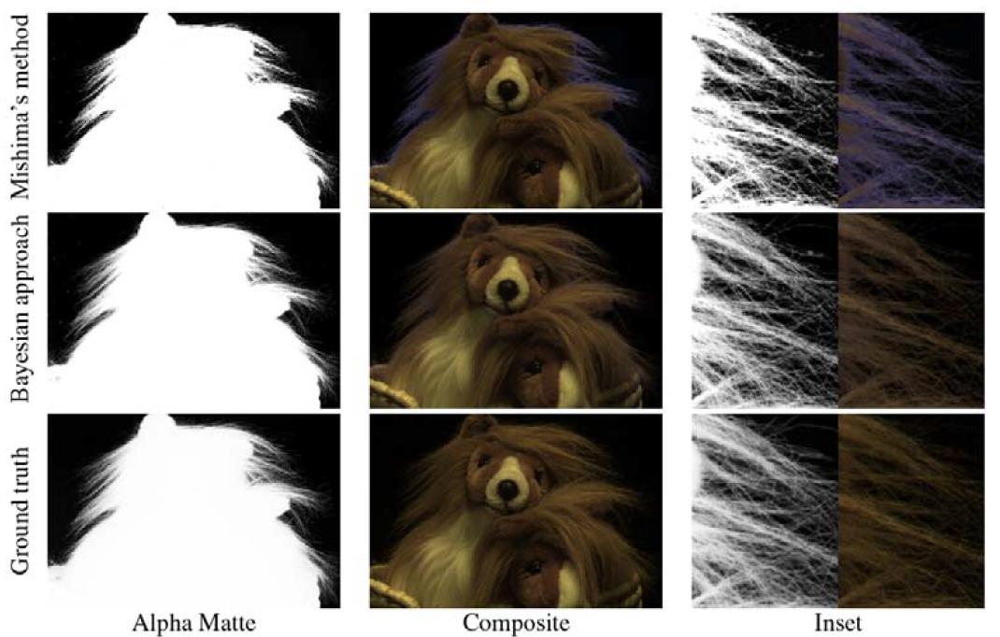 Mishima's method
Bayesian approach
Ground truth
Alpha Matte
Composite
Inset